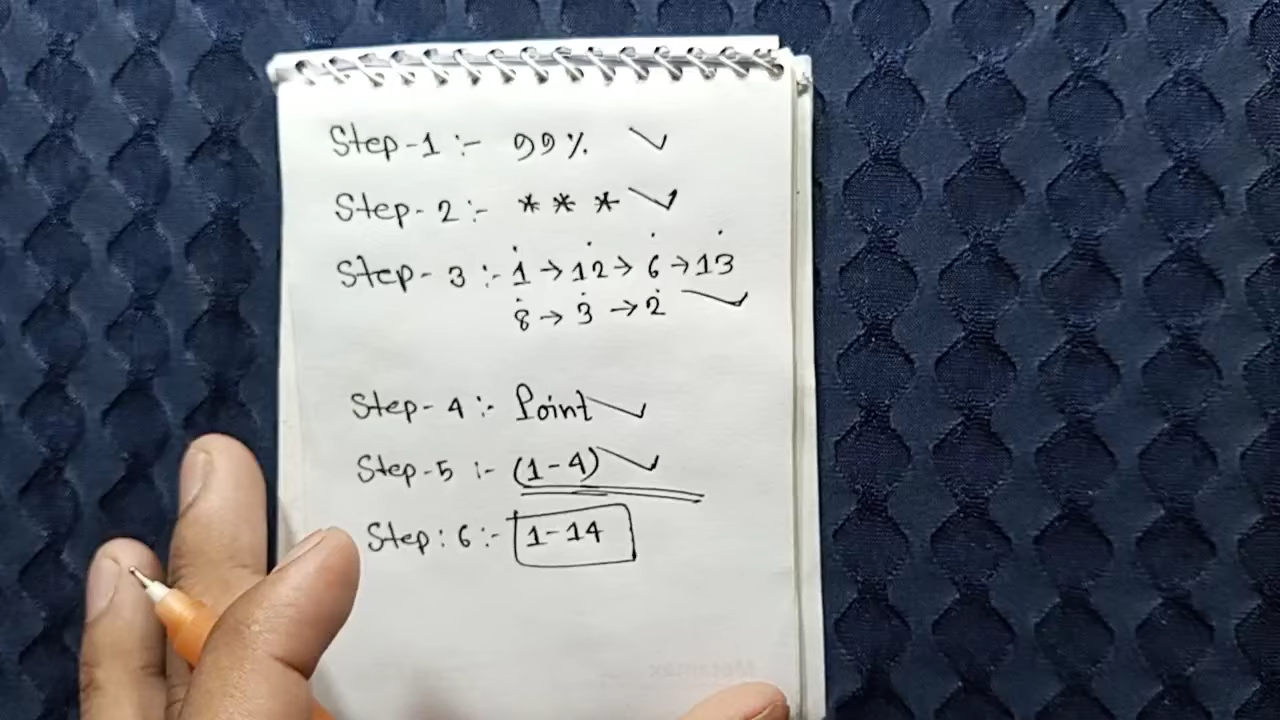 Step-1 :- 99%
Step-2 :- * * *
Step-3 :- 1 → 12 → 6 → 13
8 → 3 → 2
Step-4 :- Point
Step-5 :- (1-4)
Step:6 :- 1-14